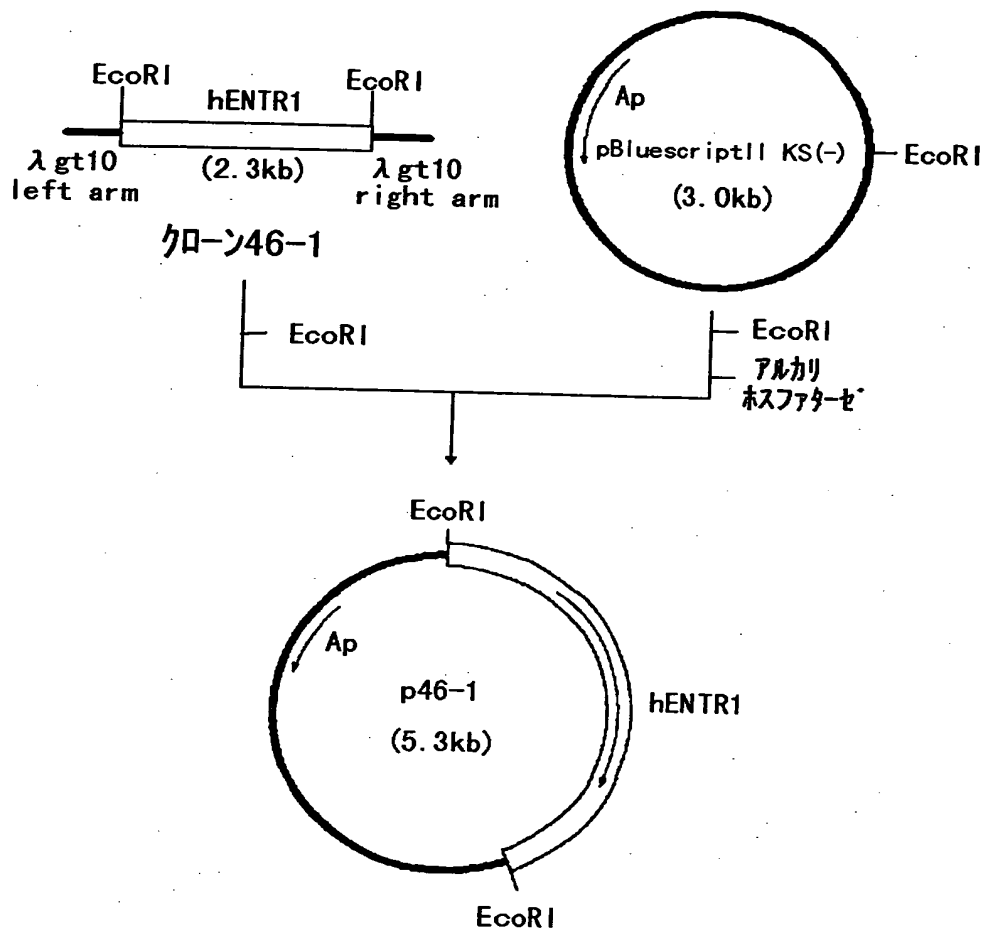 EcoRI
EcoRI
hENTR1
(2.3kb)
λgt10
left arm
λgt10
right arm
クローン46-1
Ap
pBluescriptII KS(-)
(3.0kb)
EcoRI
EcoRI
EcoRI
アルカリ
ホスファターゼ
EcoRI
Ap
p46-1
(5.3kb)
hENTR1
EcoRI